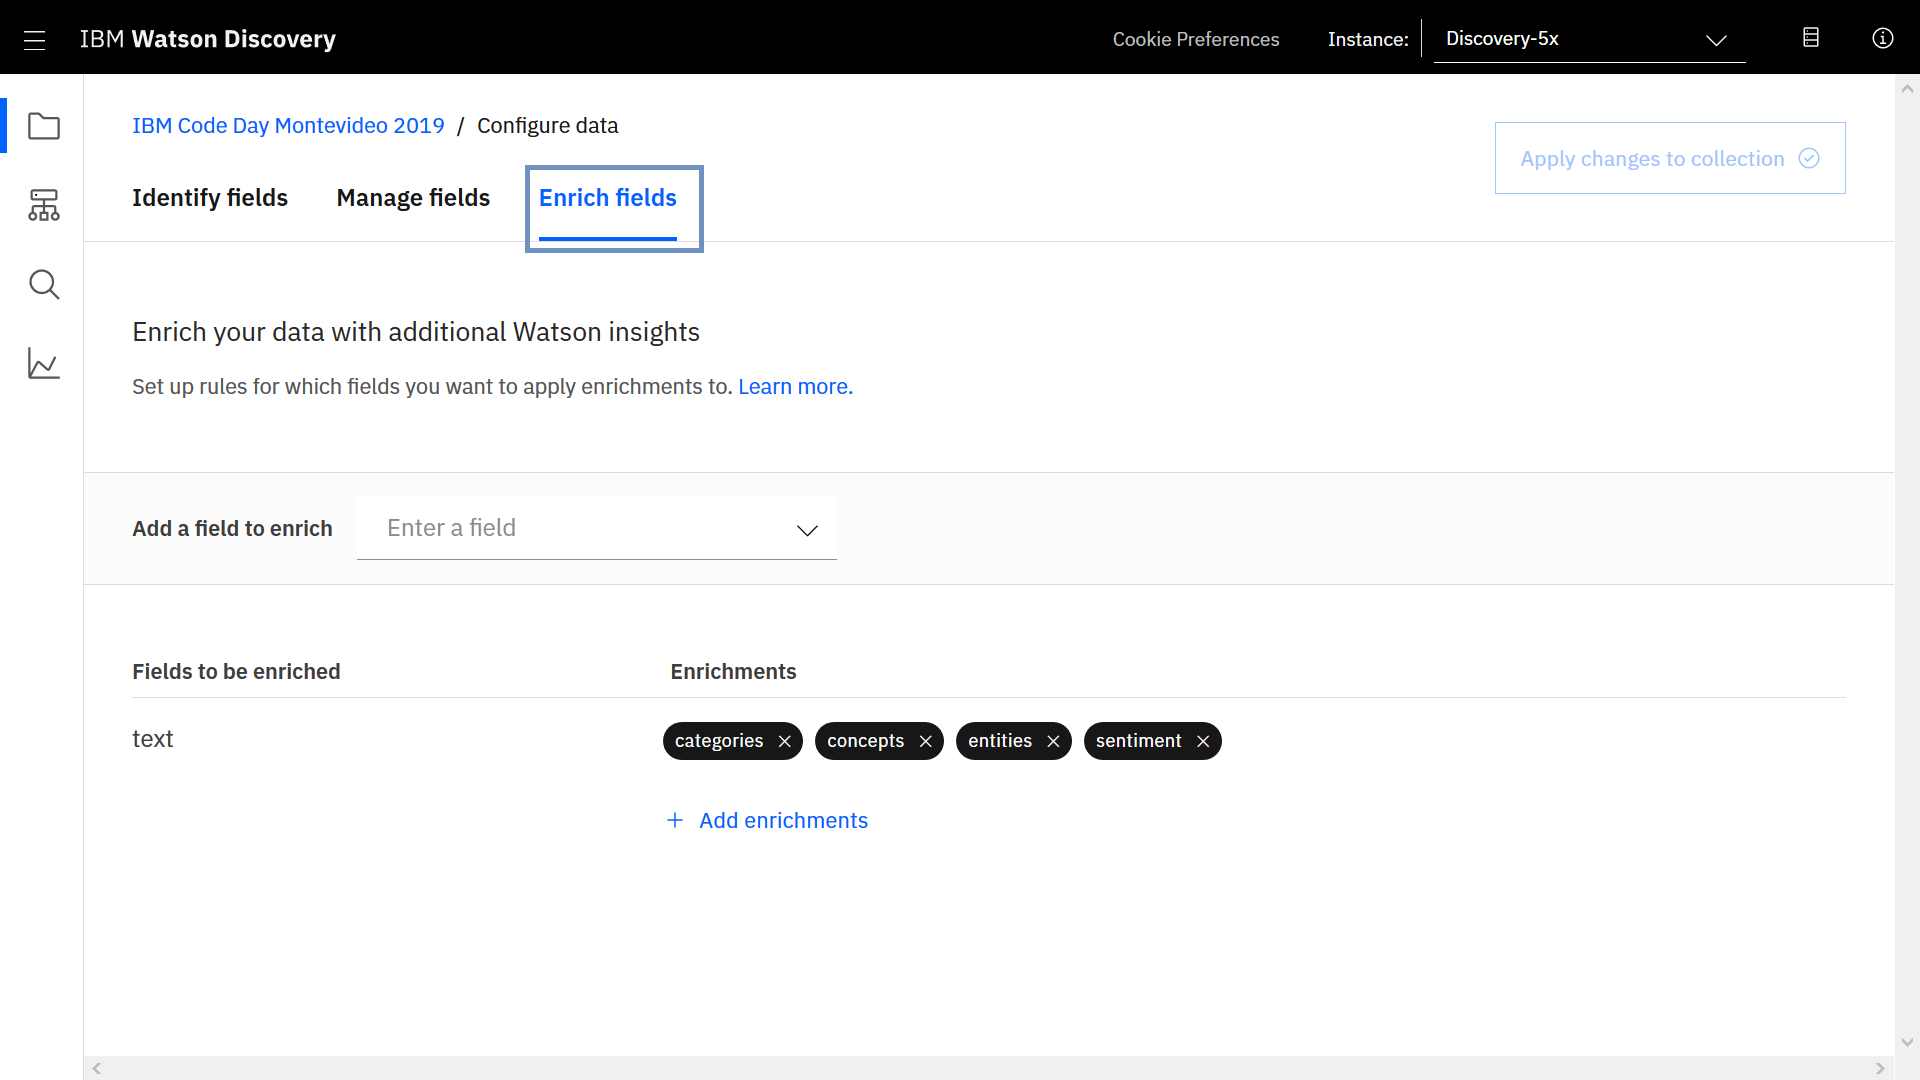 IBM Watson Discovery
Cookie Preferences
Instance:
Discovery-5x
IBM Code Day Montevideo 2019 / Configure data
Apply changes to collection
Identify fields
Manage fields
Enrich fields
Enrich your data with additional Watson insights
Set up rules for which fields you want to apply enrichments to. Learn more.
Add a field to enrich
Enter a field
Fields to be enriched
Enrichments
text
categories
concepts
entities
sentiment
+ Add enrichments